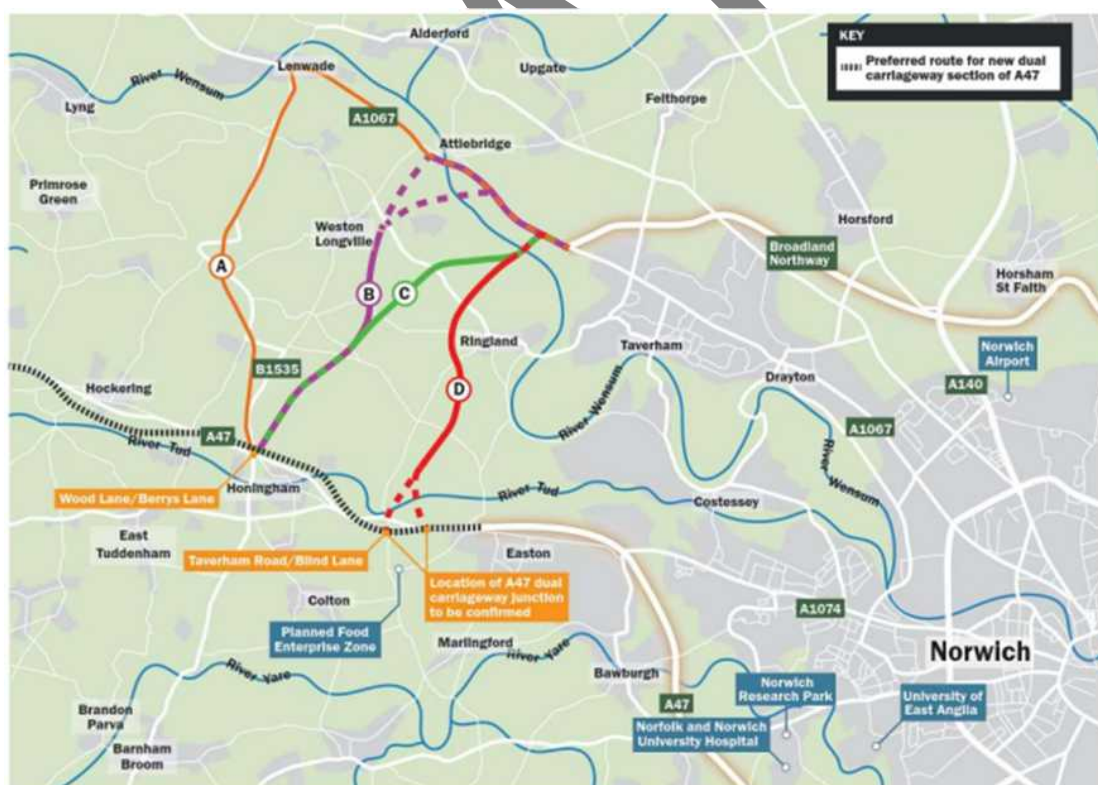 KEY
Preferred route for new dual
carriageway section of A47
Alderford
Lenwade
Upgate
River Wensum
Lyng
Felthorpe
A1067
Attlebridge
Primrose
Green
Weston
Longville
Horsford
Broadland
Northway
Horsham
St Faith
A
B
C
Ringland
Taverham
Norwich
Airport
B1535
Hockering
D
Drayton
A140
River Wensum
A47
River Tud
A1067
River
Wensum
Wood Lane/Berrys Lane
Honingham
River Tud
Costessey
East
Tuddenham
Taverham Road/Blind Lane
Easton
Location of A47 dual
carriageway junction
to be confirmed
Colton
A1074
Planned Food
Enterprise Zone
Marlingford
River Yare
Norwich
River Yare
Bawburgh
Norwich
Research Park
University of
East Anglia
Brandon
Parva
A47
Norfolk and Norwich
University Hospital
Barnham
Broom